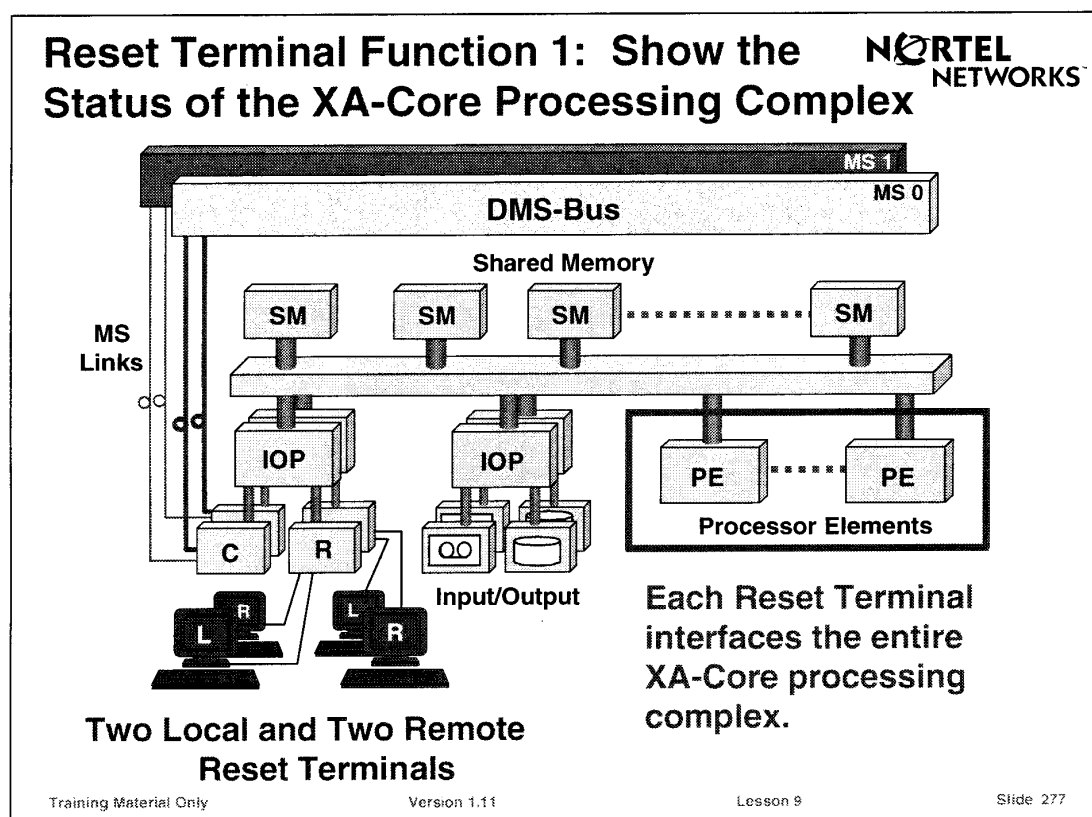 Reset Terminal Function 1: Show the
Status of the XA-Core Processing Complex
NORTEL
NETWORKS
MS 1
MS 0
DMS-Bus
Shared Memory
SM
SM
SM
SM
MS
Links
IOP
IOP
PE
PE
Processor Elements
C
R
Input/Output
R
L
L
R
Each Reset Terminal
interfaces the entire
XA-Core processing
complex.
Two Local and Two Remote
Reset Terminals
Training Material Only
Version 1.11
Lesson 9
Slide 277